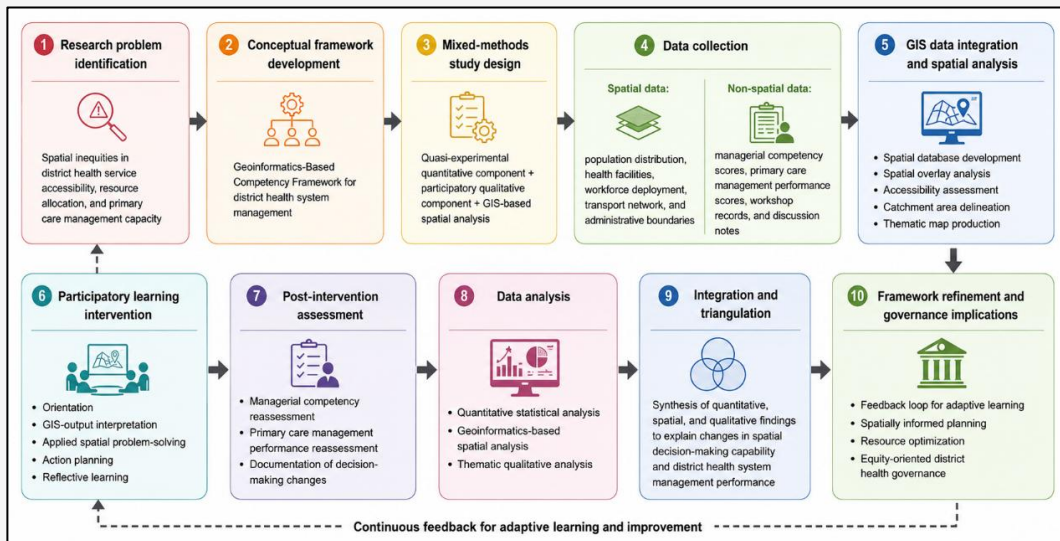 1 Research problem
identification
Spatial inequities in
district health service
accessibility, resource
allocation, and primary
care management capacity
2 Conceptual framework
development
Geoinformatics-Based
Competency Framework for
district health system
management
3 Mixed-methods
study design
Quasi-experimental
quantitative component +
participatory qualitative
component + GIS-based
spatial analysis
4 Data collection
Spatial data:
population distribution,
health facilities,
workforce deployment,
transport network, and
administrative boundaries
Non-spatial data:
managerial competency
scores, primary care
management performance
scores, workshop
records, and discussion
notes
5 GIS data integration
and spatial analysis
• Spatial database development
• Spatial overlay analysis
• Accessibility assessment
• Catchment area delineation
• Thematic map production
6 Participatory learning
intervention
• Orientation
• GIS-output interpretation
• Applied spatial problem-solving
• Action planning
• Reflective learning
7 Post-intervention
assessment
• Managerial competency
reassessment
• Primary care management
performance reassessment
• Documentation of decision-
making changes
8 Data analysis
• Quantitative statistical analysis
• Geoinformatics-based
spatial analysis
• Thematic qualitative analysis
9 Integration and
triangulation
Synthesis of quantitative,
spatial, and qualitative findings
to explain changes in spatial
decision-making capability
and district health system
management performance
10 Framework refinement and
governance implications
• Feedback loop for adaptive learning
• Spatially informed planning
• Resource optimization
• Equity-oriented district
health governance
Continuous feedback for adaptive learning and improvement